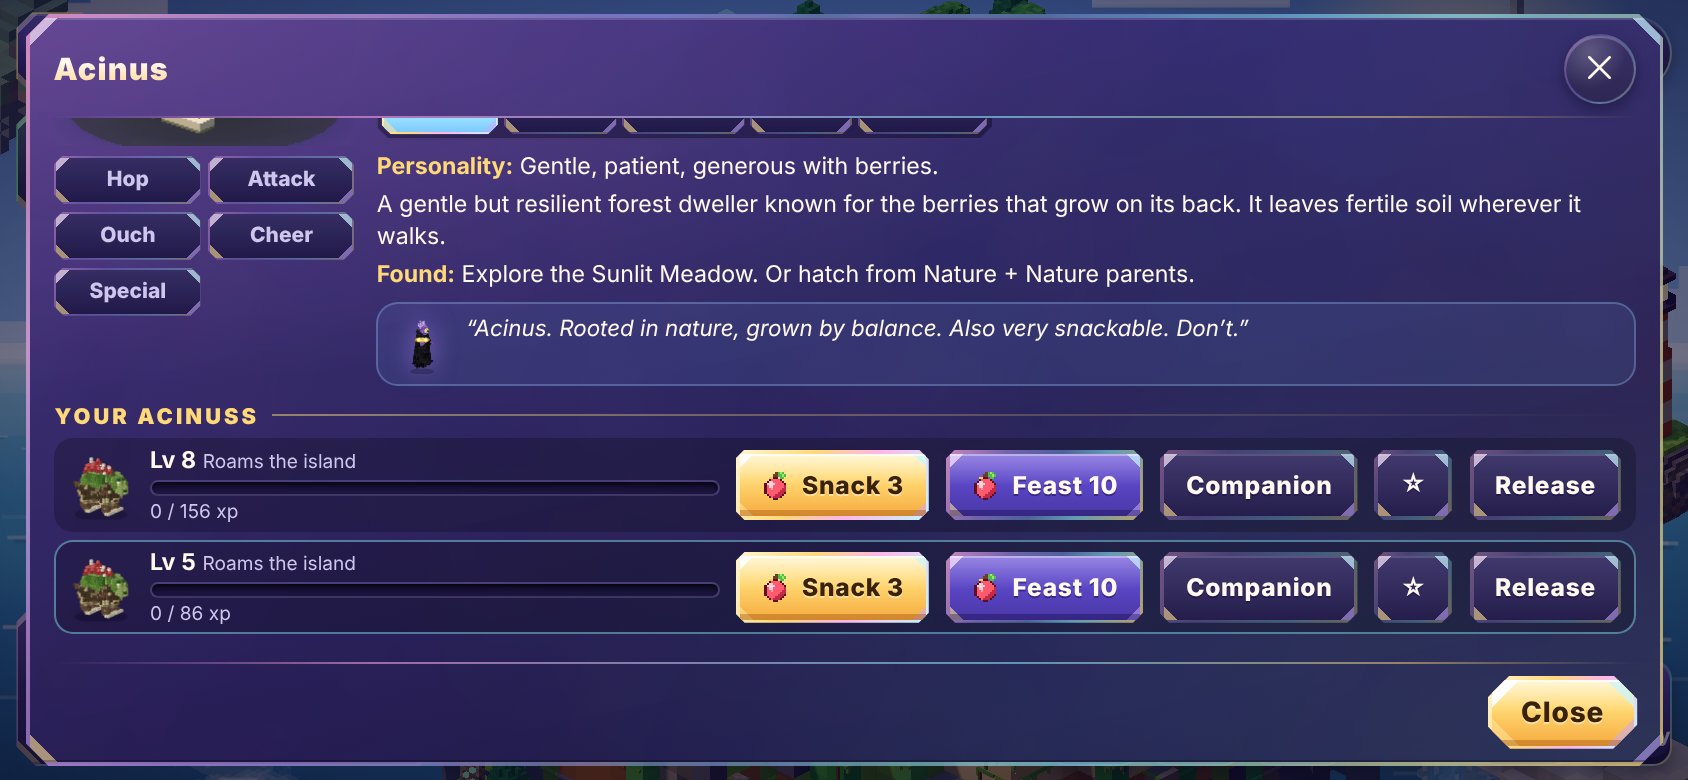 Acinus
Hop
Attack
Ouch
Cheer
Special
Personality: Gentle, patient, generous with berries.
A gentle but resilient forest dweller known for the berries that grow on its back. It leaves fertile soil wherever it
walks.
Found: Explore the Sunlit Meadow. Or hatch from Nature + Nature parents.
“Acinus. Rooted in nature, grown by balance. Also very snackable. Don’t.”
YOUR ACINUSS
Lv 8 Roams the island
0 / 156 xp
Snack 3
Feast 10
Companion
☆
Release
Lv 5 Roams the island
0 / 86 xp
Snack 3
Feast 10
Companion
☆
Release
Close